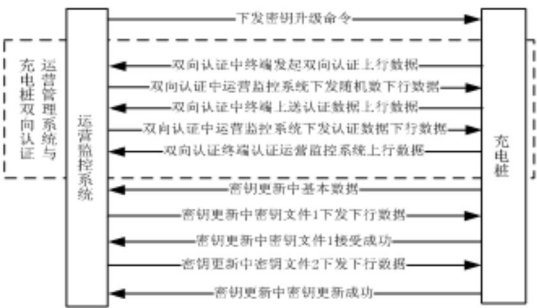 下发密钥升级命令
运营管理系统与
充电桩双向认证
运营监控系统
双向认证中终端发起双向认证上行数据
双向认证中运营监控系统下发随机数下行数据
双向认证中终端上送认证数据上行数据
双向认证中运营监控系统下发认证数据下行数据
双向认证终端认证运营监控系统上行数据
密钥更新中基本数据
密钥更新中密钥文件1下发下行数据
密钥更新中密钥文件1接受成功
密钥更新中密钥文件2下发下行数据
密钥更新中密钥更新成功
充电桩